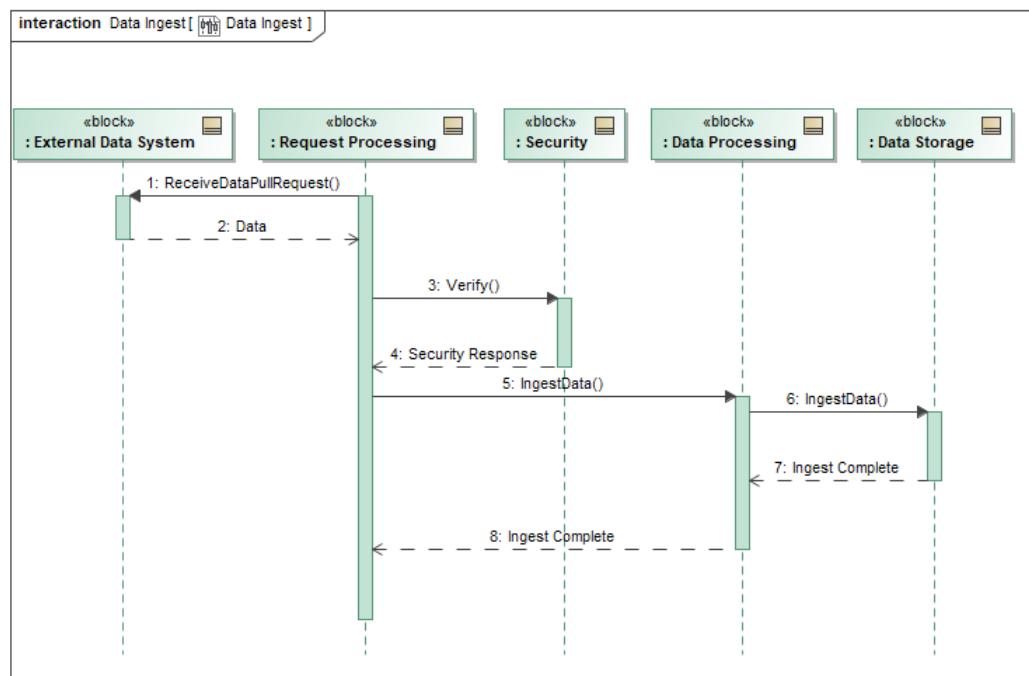 interaction Data Ingest [ Data Ingest ]
«block» «block» «block» «block» «block»
: External Data System : Request Processing : Security : Data Processing : Data Storage
1: ReceiveDataPullRequest()
2: Data
3: Verify()
4: Security Response
5: IngestData()
6: IngestData()
7: Ingest Complete
8: Ingest Complete